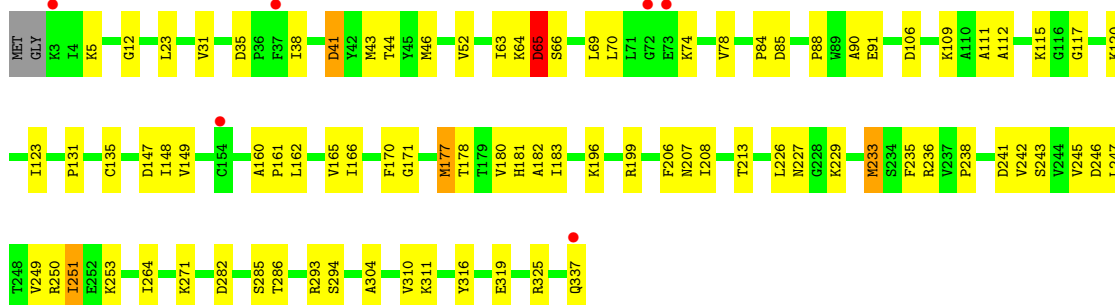 MET GLY K3 I4 K5 G12 L23 V31 D35 P36 F37 I38 D41 Y42 M43 T44 Y45 M46 V52 I63 K64 D65 S66 L69 L70 L71 G72 E73 K74 V78 P84 D85 P88 W89 A90 E91 D106 K109 A110 A111 A112 K115 G116 G117
I123 P131 C135 D147 I148 V149 C154 A160 P161 L162 V165 I166 F170 G171 M177 T178 T179 V180 H181 A182 I183 K196 R199 F206 N207 I208 T213 L226 N227 G228 K229 M233 S234 F235 R236 V237 P238 D241 V242 S243 V244 V245 D246 L247
T248 V249 R250 I251 E252 K253 I264 K271 D282 S285 T286 R293 S294 A304 V310 K311 Y316 E319 R325 Q337